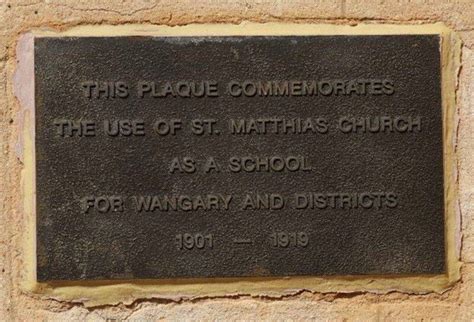 THIS PLAQUE COMMEMORATES
THE USE OF ST. MATTHIAS CHURCH
AS A SCHOOL
FOR WANGARY AND DISTRICTS
1901 — 1919